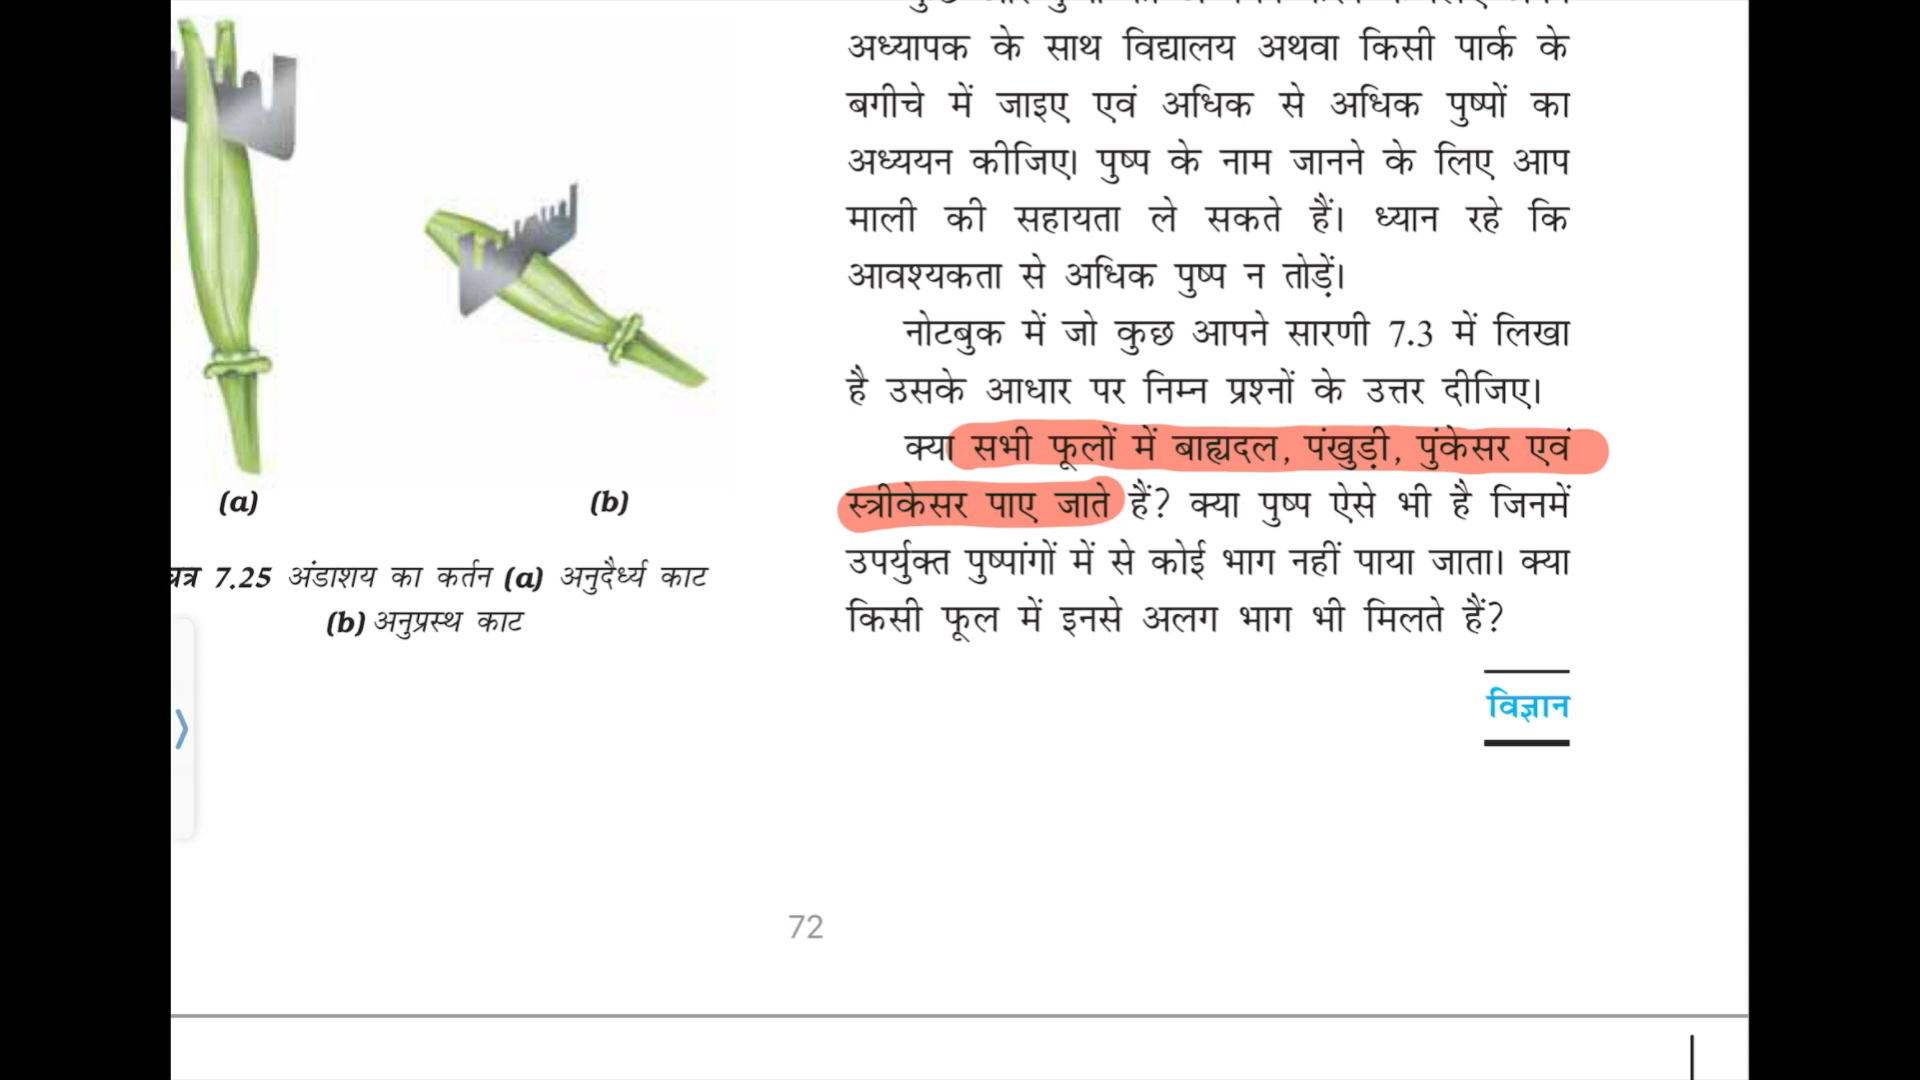 (a)
(b)
7.25 अंडाशय का कर्तन (a) अनुदैर्ध्य काट
(b) अनुप्रस्थ काट
अध्यापक के साथ विद्यालय अथवा किसी पार्क के
बगीचे में जाइए एवं अधिक से अधिक पुष्पों का
अध्ययन कीजिए। पुष्प के नाम जानने के लिए आप
माली की सहायता ले सकते हैं। ध्यान रहे कि
आवश्यकता से अधिक पुष्प न तोड़ें।
नोटबुक में जो कुछ आपने सारणी 7.3 में लिखा
है उसके आधार पर निम्न प्रश्नों के उत्तर दीजिए।
क्या सभी फूलों में बाह्यदल, पंखुड़ी, पुंकेसर एवं
स्त्रीकेसर पाए जाते हैं? क्या पुष्प ऐसे भी है जिनमें
उपर्युक्त पुष्पांगों में से कोई भाग नहीं पाया जाता। क्या
किसी फूल में इनसे अलग भाग भी मिलते हैं?
विज्ञान
72